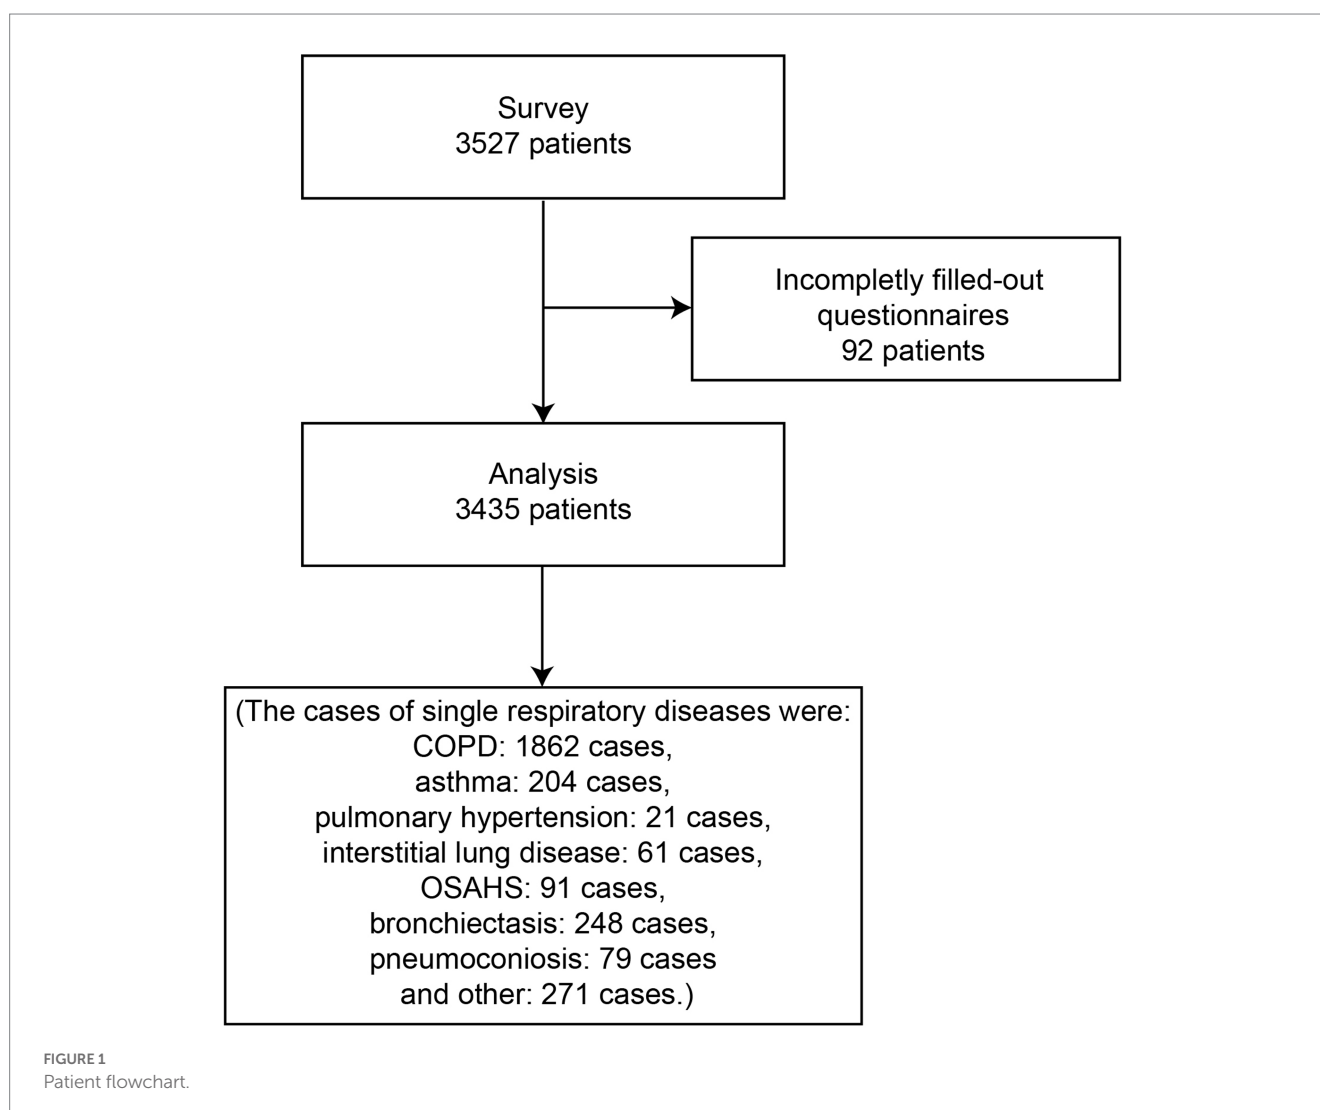 Survey
3527 patients
Incompletly filled-out
questionnaires
92 patients
Analysis
3435 patients
(The cases of single respiratory diseases were:
COPD: 1862 cases,
asthma: 204 cases,
pulmonary hypertension: 21 cases,
interstitial lung disease: 61 cases,
OSAHS: 91 cases,
bronchiectasis: 248 cases,
pneumoconiosis: 79 cases
and other: 271 cases.)
FIGURE 1
Patient flowchart.